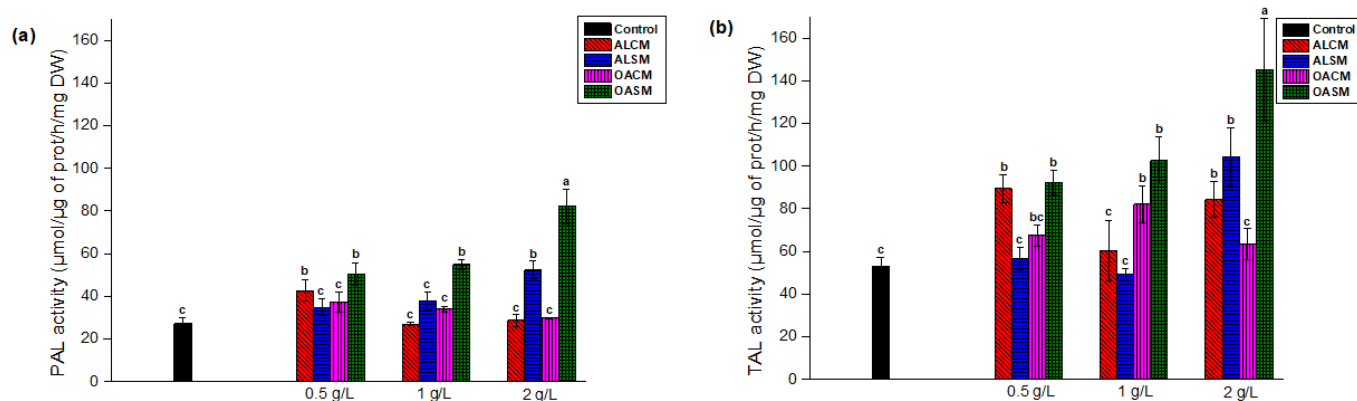 (a)
PAL activity (µmol/µg of prot/h/mg DW)
160
140
120
100
80
60
40
20
0
Control
ALCM
ALSM
OACM
OASM
c
c
c
c
b
c
c
c
b
c
b
c
a
0.5 g/L
1 g/L
2 g/L
(b)
TAL activity (µmol/µg of prot/h/mg DW)
160
140
120
100
80
60
40
20
0
Control
ALCM
ALSM
OACM
OASM
c
b
c
bc
b
c
c
b
b
b
b
c
a
0.5 g/L
1 g/L
2 g/L